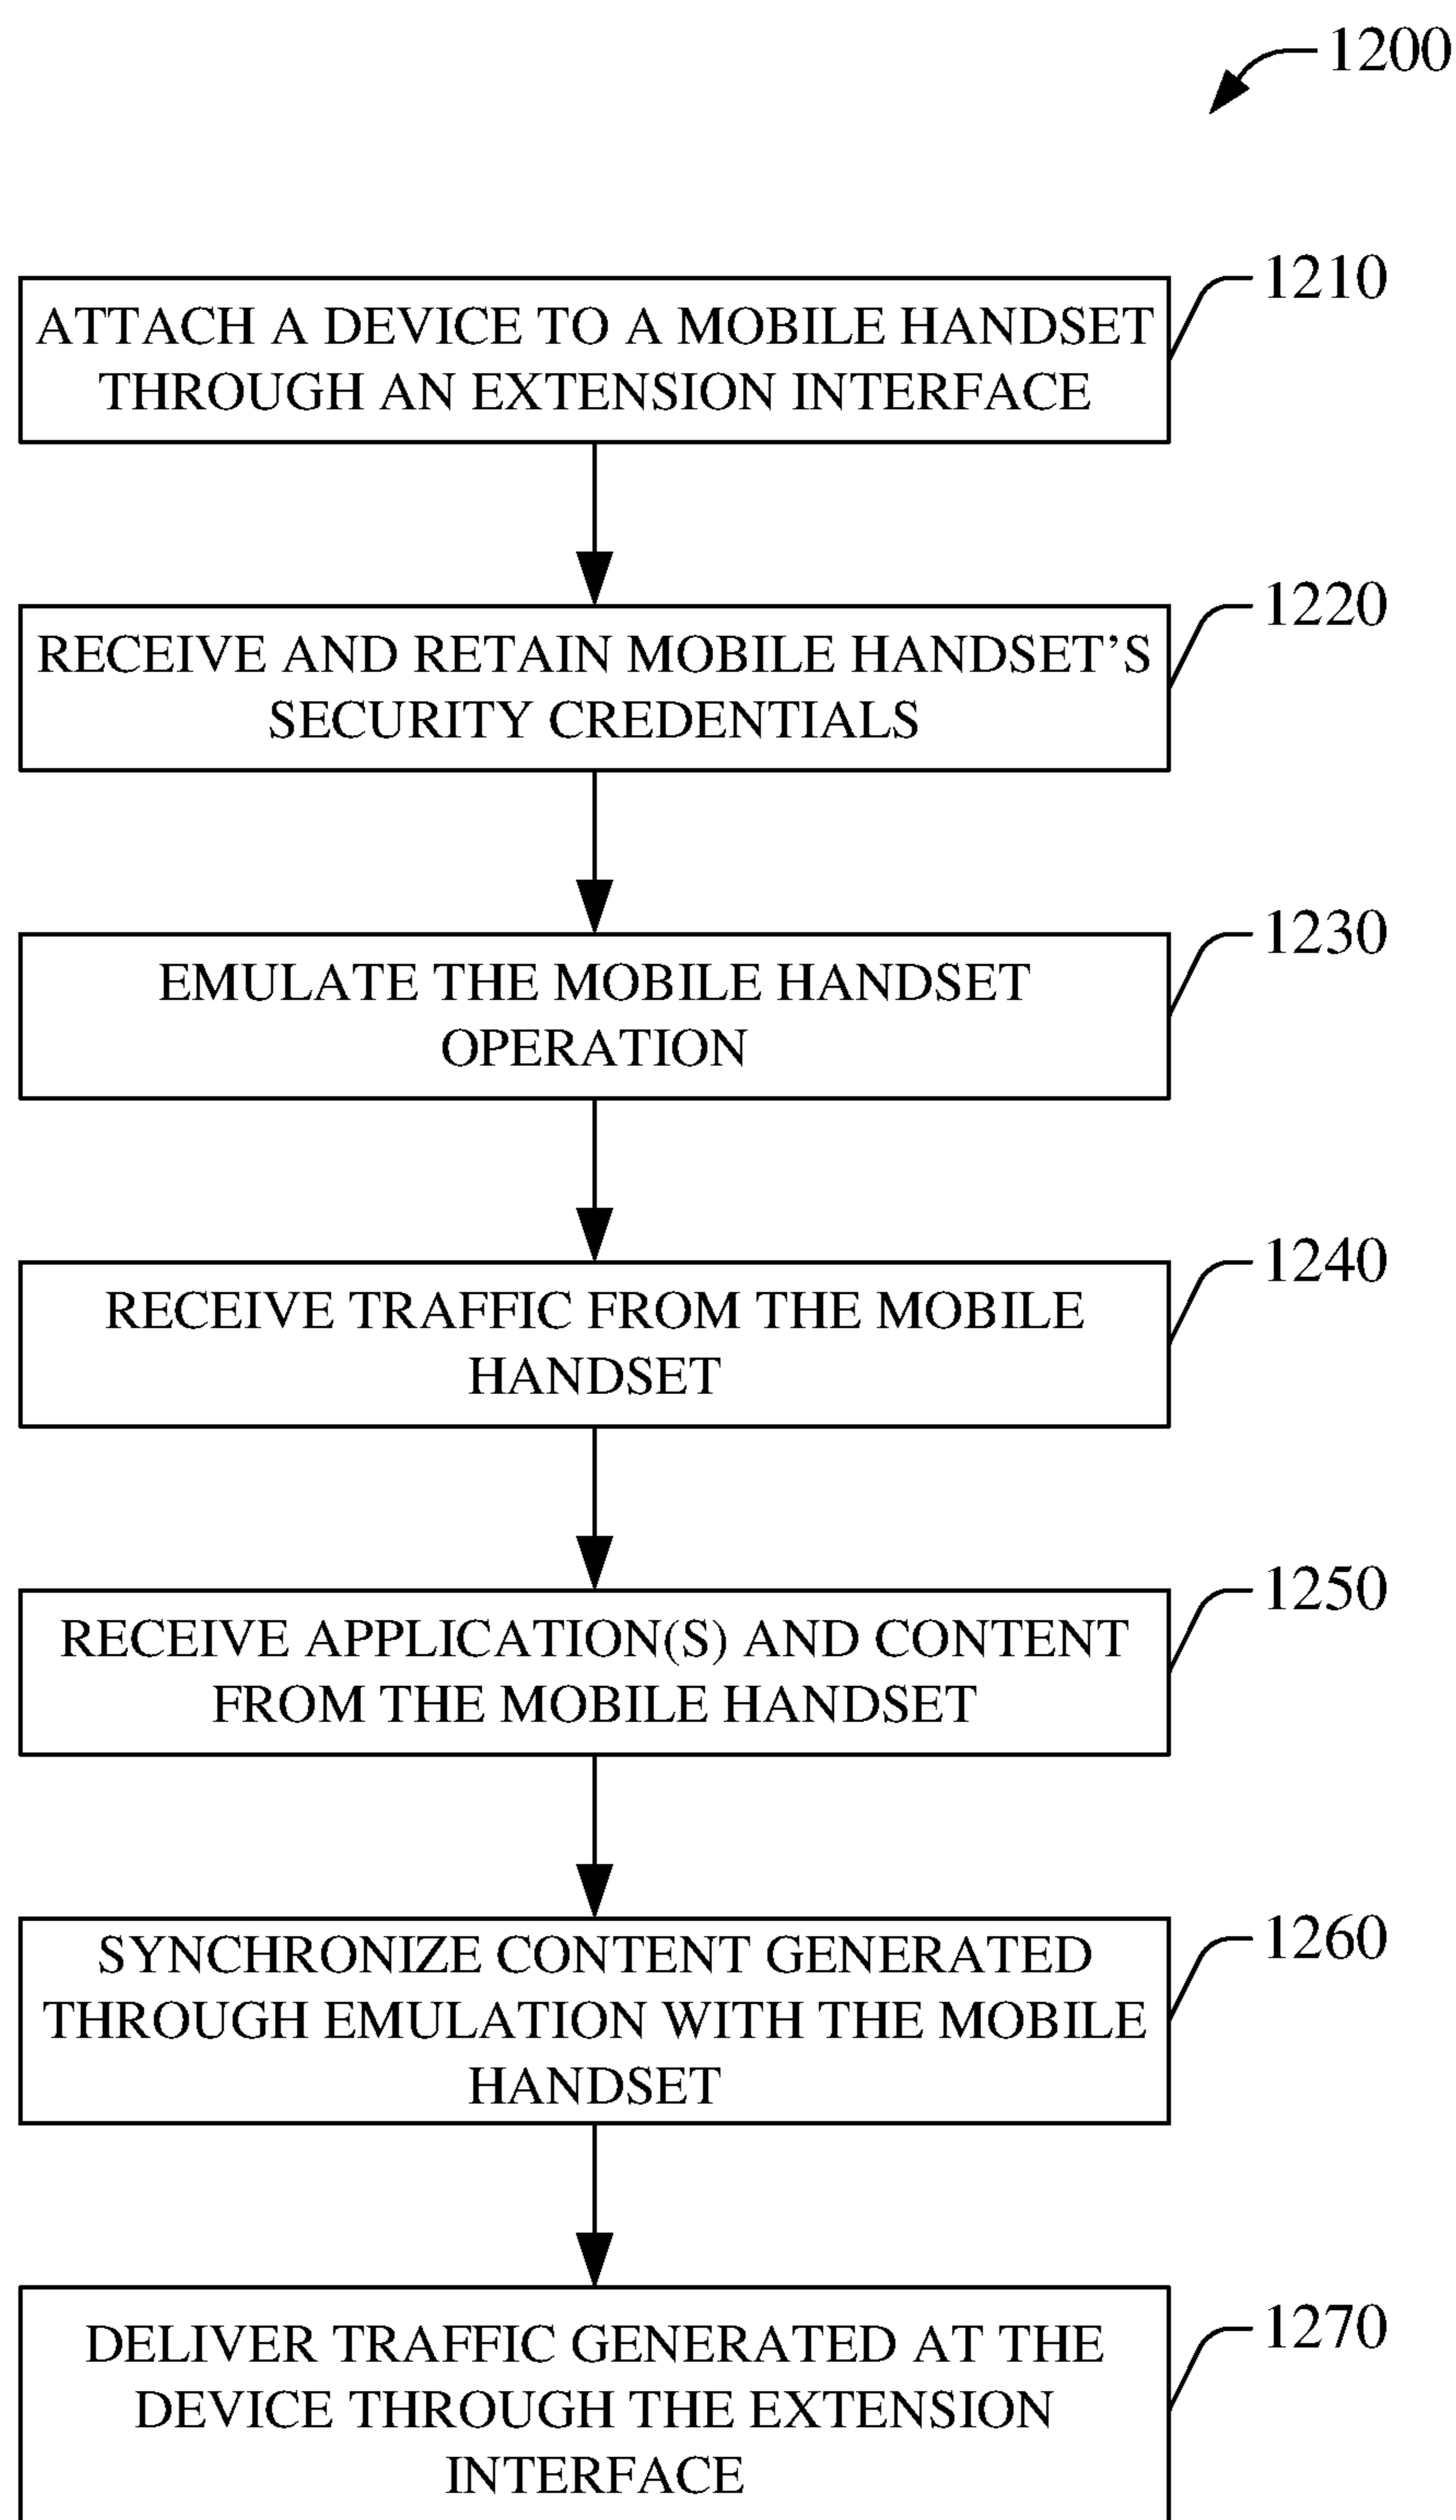 1200
1210
ATTACH A DEVICE TO A MOBILE HANDSET
THROUGH AN EXTENSION INTERFACE
1220
RECEIVE AND RETAIN MOBILE HANDSET’S
SECURITY CREDENTIALS
1230
EMULATE THE MOBILE HANDSET
OPERATION
1240
RECEIVE TRAFFIC FROM THE MOBILE
HANDSET
1250
RECEIVE APPLICATION(S) AND CONTENT
FROM THE MOBILE HANDSET
1260
SYNCHRONIZE CONTENT GENERATED
THROUGH EMULATION WITH THE MOBILE
HANDSET
1270
DELIVER TRAFFIC GENERATED AT THE
DEVICE THROUGH THE EXTENSION
INTERFACE